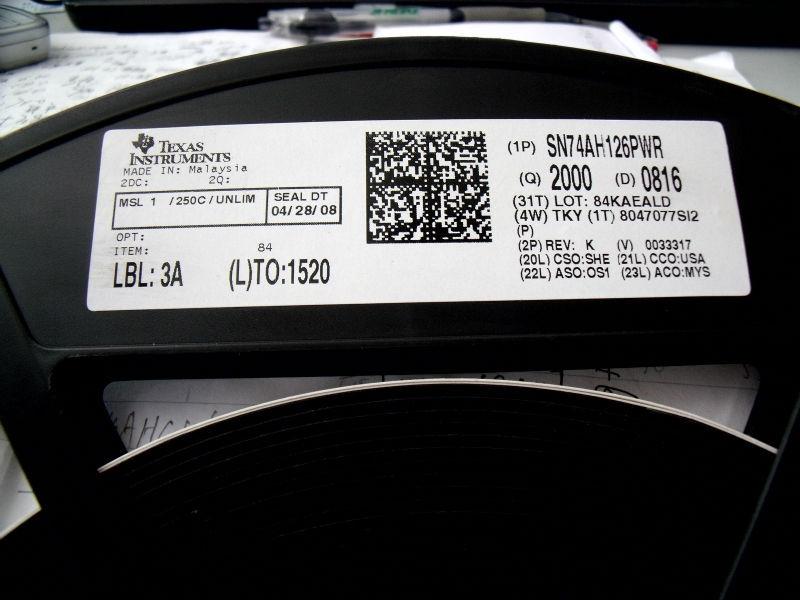 TEXAS
INSTRUMENTS
MADE IN: Malaysia
2DC: 2Q:
MSL 1 /250C/UNLIM
SEAL DT
04/28/08
OPT:
ITEM: 84
LBL: 3A (L)TO:1520
(1P) SN74AH126PWR
(Q) 2000 (D) 0816
(31T) LOT: 84KAEALD
(4W) TKY (1T) 8047077SI2
(P)
(2P) REV: K (V) 0033317
(20L) CSO:SHE (21L) CCO:USA
(22L) ASO:OS1 (23L) ACO:MYS